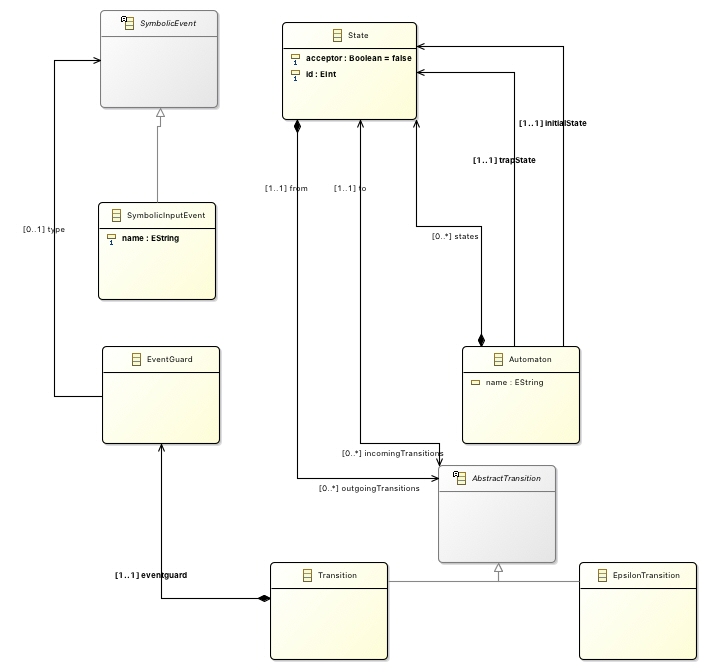 SymbolicEvent
State
acceptor : Boolean = false
id : EInt
[1..1] initialState
[1..1] trapState
[1..1] from
[1..1] to
SymbolicInputEvent
name : EString
[0..1] type
[0..*] states
EventGuard
Automaton
name : EString
[0..*] incomingTransitions
AbstractTransition
[0..*] outgoingTransitions
[1..1] eventguard
Transition
EpsilonTransition